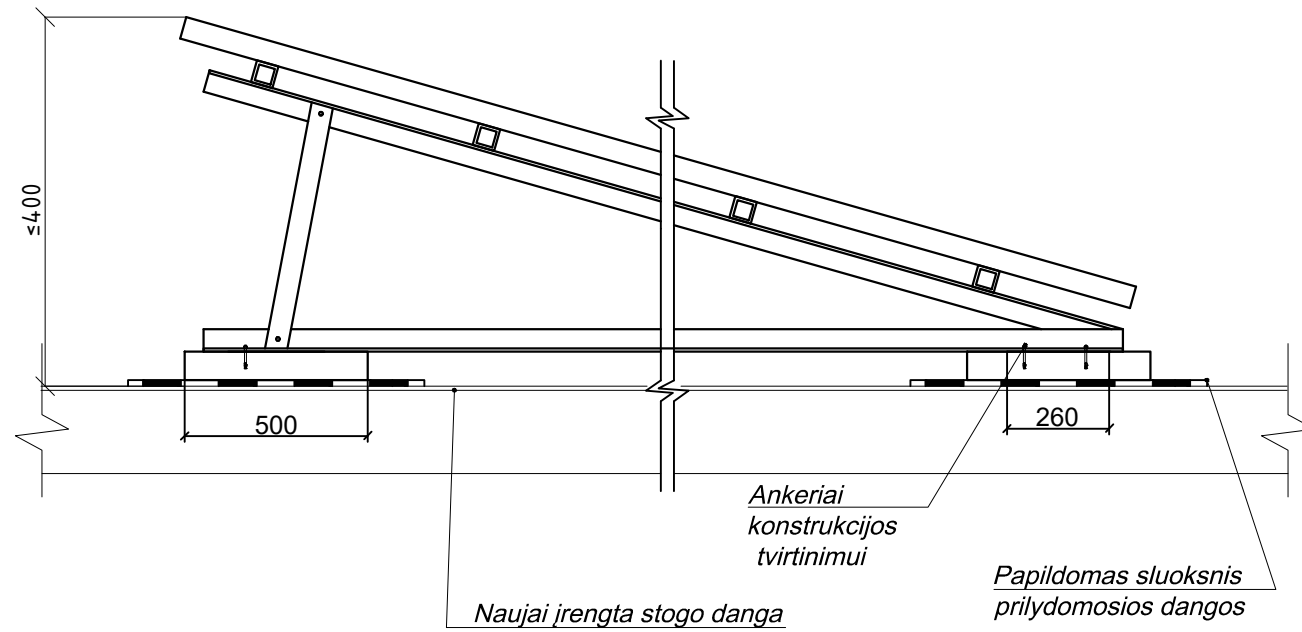 ≤400
500
260
Ankeriai
konstrukcijos
tvirtinimui
Papildomas sluoksnis
prilydomosios dangos
Naujai įrengta stogo danga